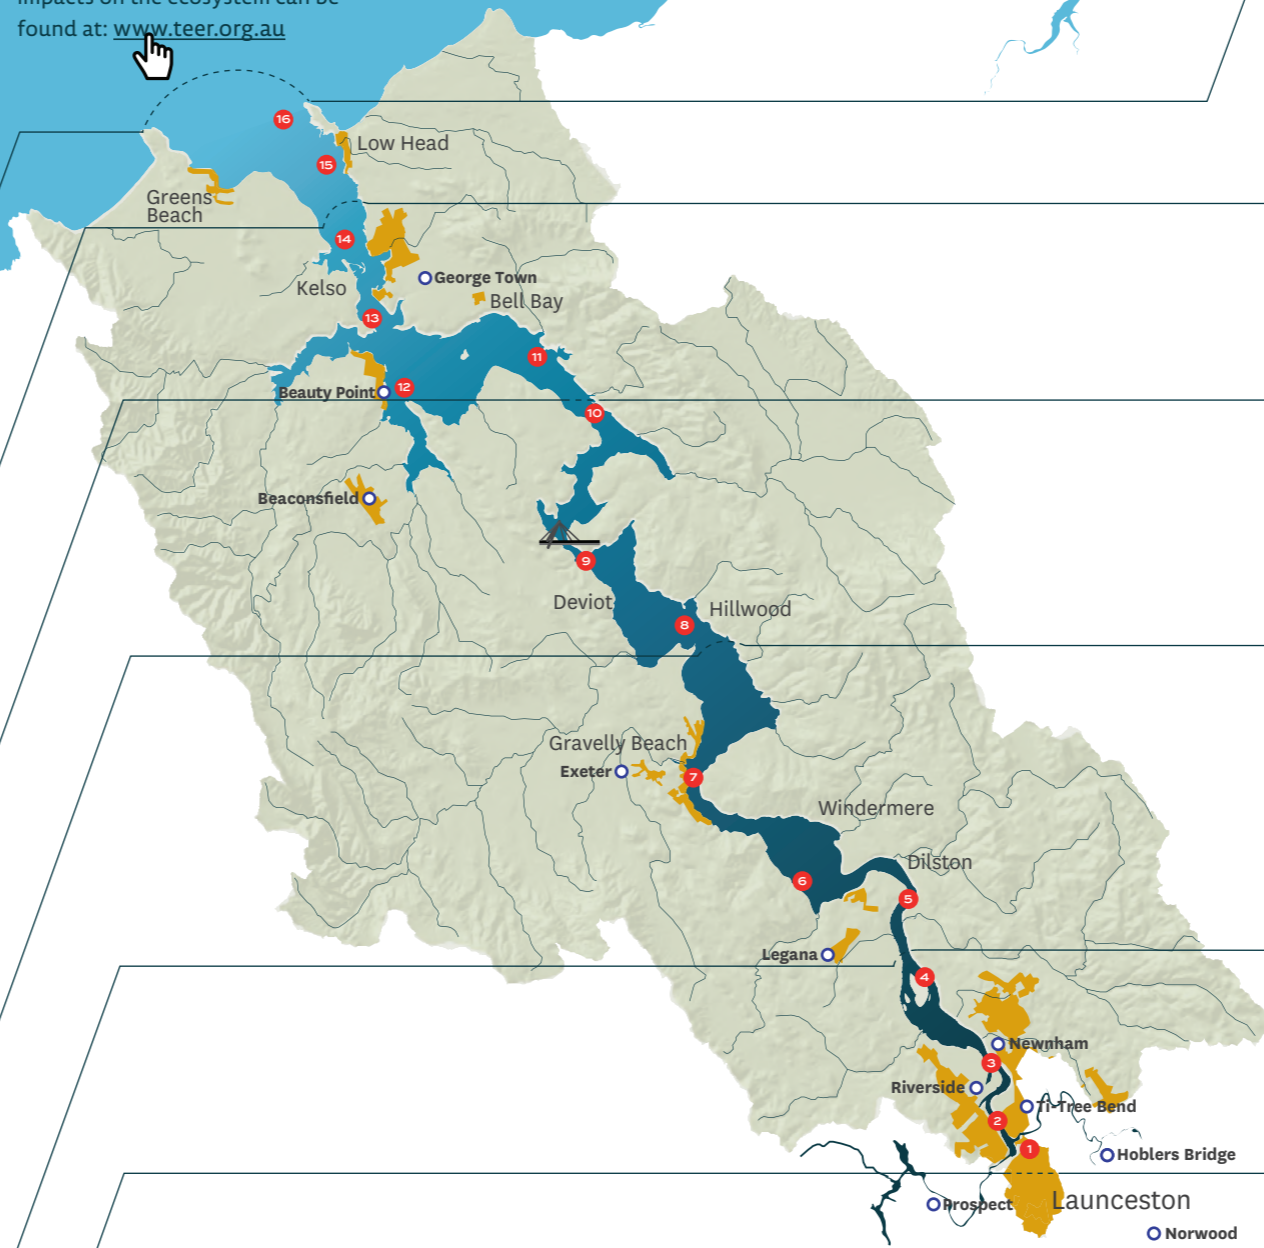 found at: www.teer.org.au
16
Low Head
15
Greens
Beach
14
George Town
Kelso
Bell Bay
13
11
12
Beauty Point
10
Beaconsfield
9
Deviot
Hillwood
8
Gravelly Beach
Exeter
7
Windermere
Dilston
6
5
Legana
4
Newnham
3
Riverside
Ti-Tree Bend
2
1
Hoblers Bridge
Launceston
Prospect
Norwood